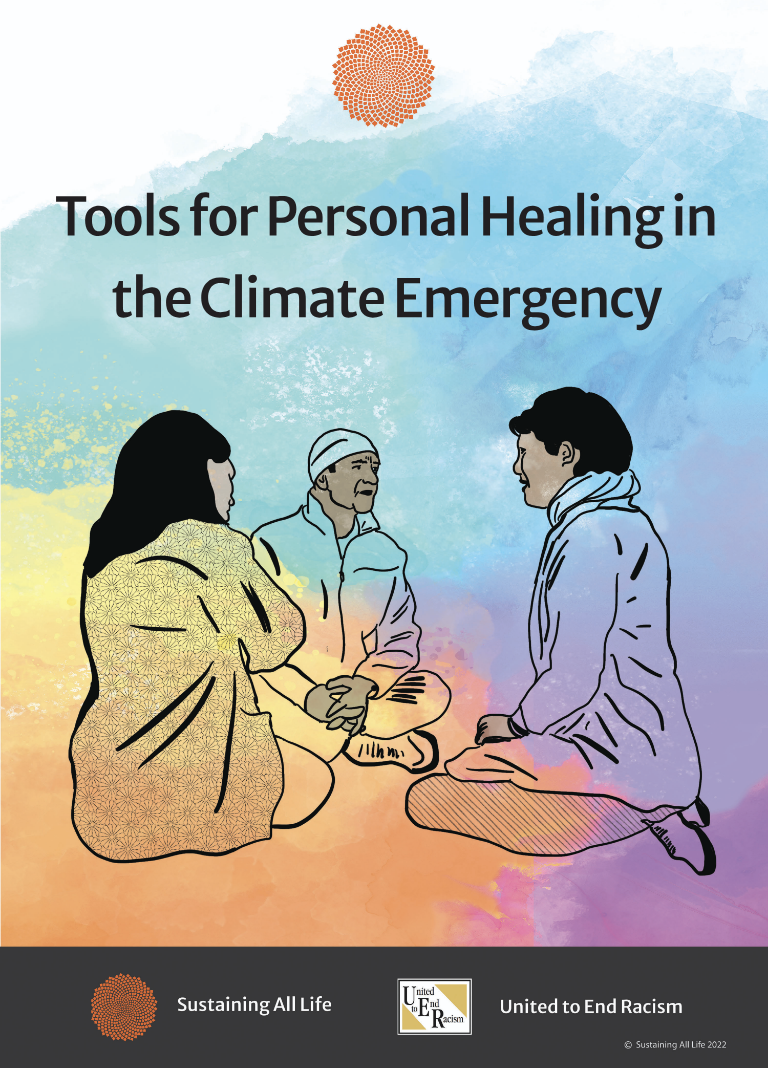 Tools for Personal Healing in
the Climate Emergency
Sustaining All Life
United
to End
Racism
United to End Racism
© Sustaining All Life 2022